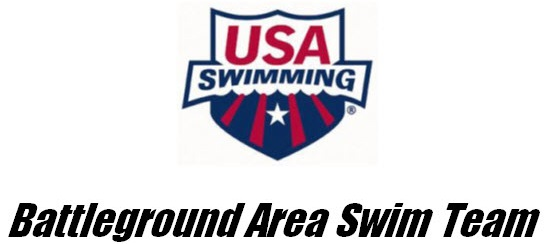 USA
SWIMMING
®
Battleground Area Swim Team